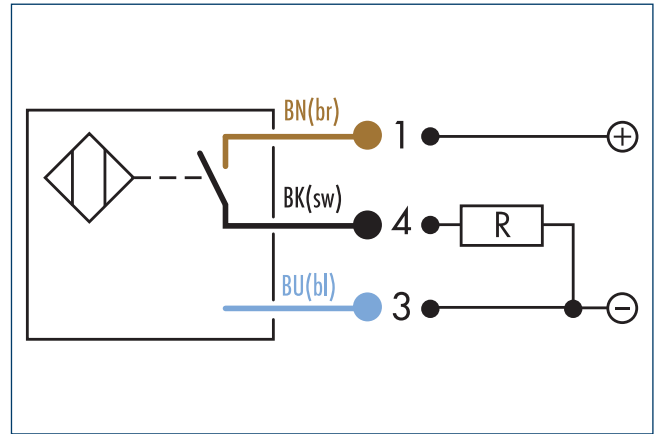 BN(br) 1 +
BK(sw) 4 R
BU(bl) 3 −